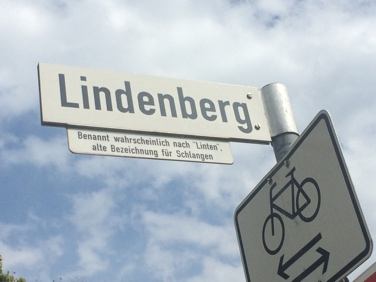 Lindenberg
Benannt wahrscheinlich nach "Linten",
alte Bezeichnung für Schlangen